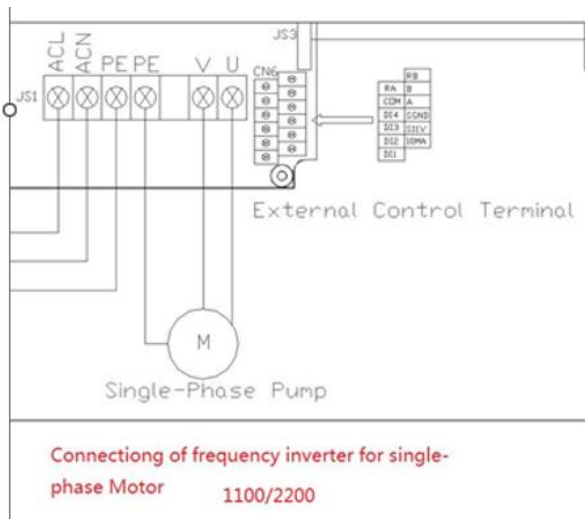 JS3
ACL ACN PE PE V U
CN6
JS1
RB
RA B
COM A
DI4 SGND
DI3 S11V
DI2 10MA
DI1
External Control Terminal
M
Single-Phase Pump
Connectiong of frequency inverter for single-
phase Motor 1100/2200